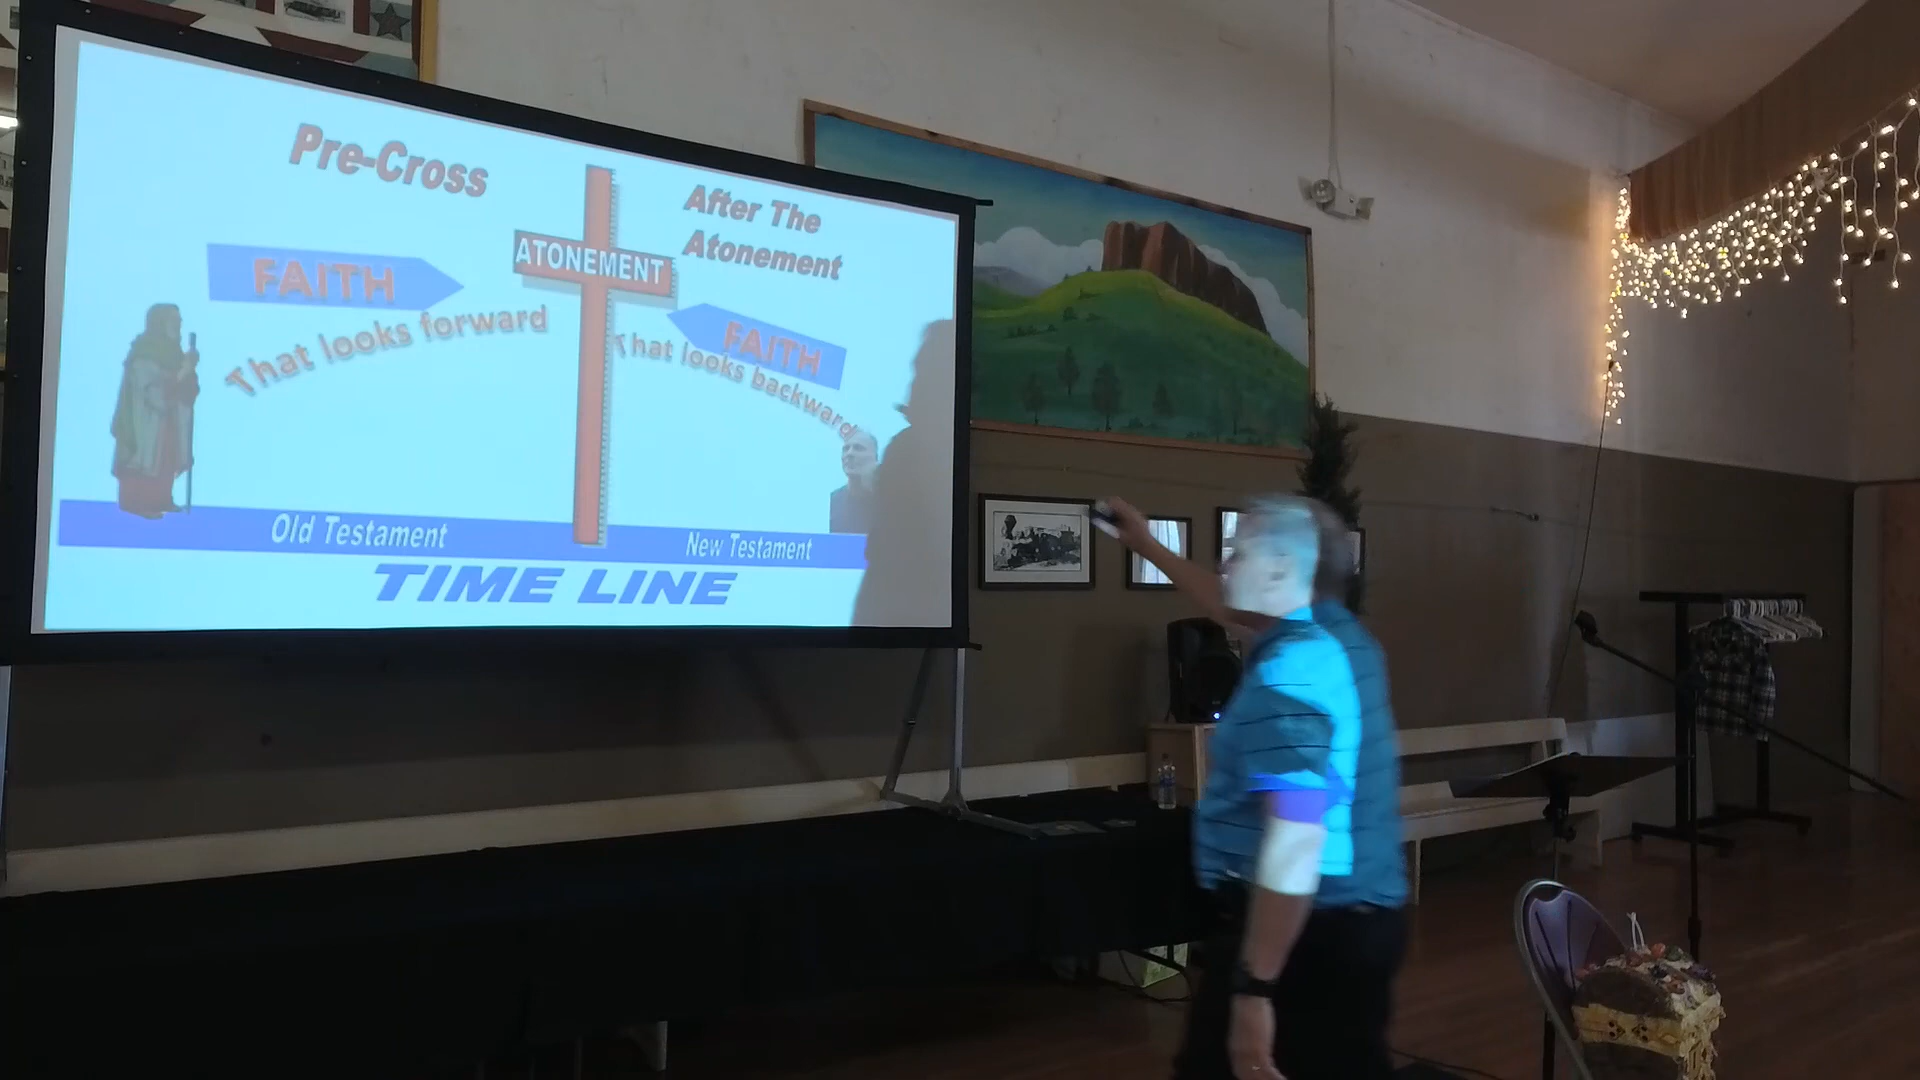 Pre-Cross
After The
Atonement
ATONEMENT
FAITH
That looks forward
FAITH
That looks backward
Old Testament
New Testament
TIME LINE